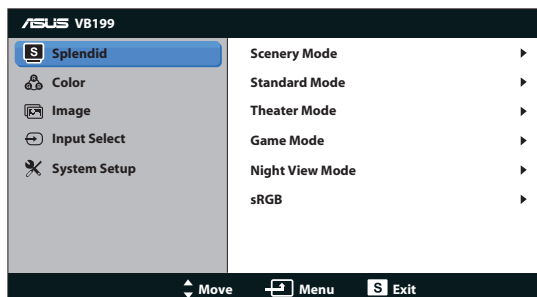 ASUS VB199
S Splendid
Color
Image
Input Select
System Setup
Scenery Mode
Standard Mode
Theater Mode
Game Mode
Night View Mode
sRGB
Move Menu S Exit